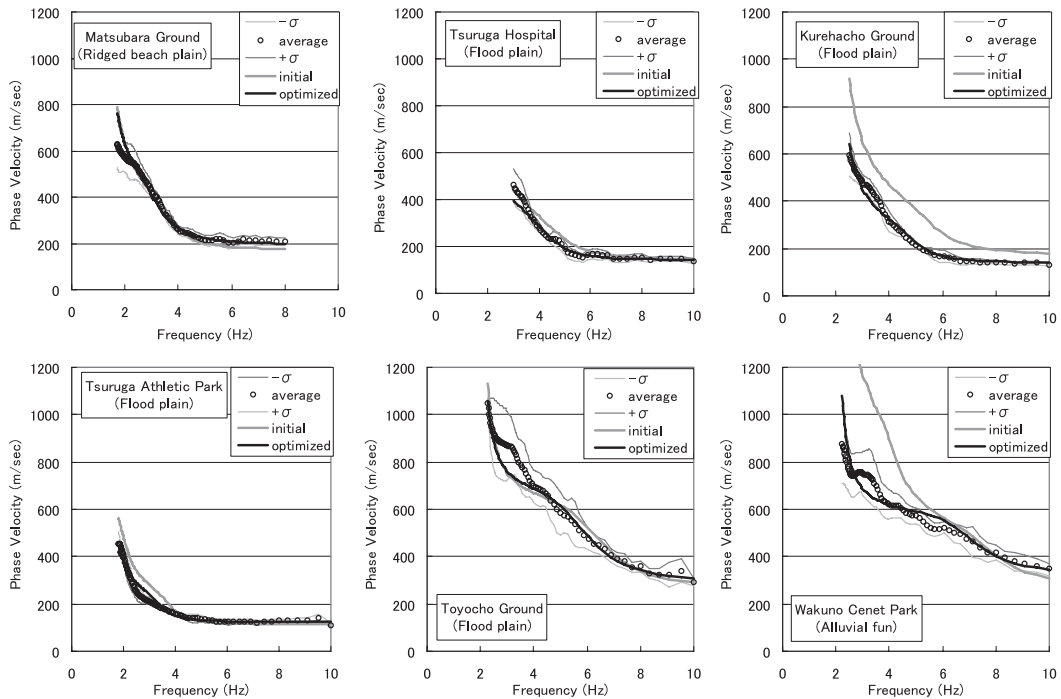 1200
1000
800
600
400
200
0
Phase Velocity (m/sec)
Matsubara Ground
(Ridged beach plain)
−σ
average
+σ
initial
optimized
0 2 4 6 8 10
Frequency (Hz)
1200
1000
800
600
400
200
0
Phase Velocity (m/sec)
Tsuruga Hospital
(Flood plain)
−σ
average
+σ
initial
optimized
0 2 4 6 8 10
Frequency (Hz)
1200
1000
800
600
400
200
0
Phase Velocity (m/sec)
Kurehacho Ground
(Flood plain)
−σ
average
+σ
initial
optimized
0 2 4 6 8 10
Frequency (Hz)
1200
1000
800
600
400
200
0
Phase Velocity (m/sec)
Tsuruga Athletic Park
(Flood plain)
−σ
average
+σ
initial
optimized
0 2 4 6 8 10
Frequency (Hz)
1200
1000
800
600
400
200
0
Phase Velocity (m/sec)
−σ
average
+σ
initial
optimized
Toyocho Ground
(Flood plain)
0 2 4 6 8 10
Frequency (Hz)
1200
1000
800
600
400
200
0
Phase Velocity (m/sec)
−σ
average
+σ
initial
optimized
Wakuno Cenet Park
(Alluvial fun)
0 2 4 6 8 10
Frequency (Hz)